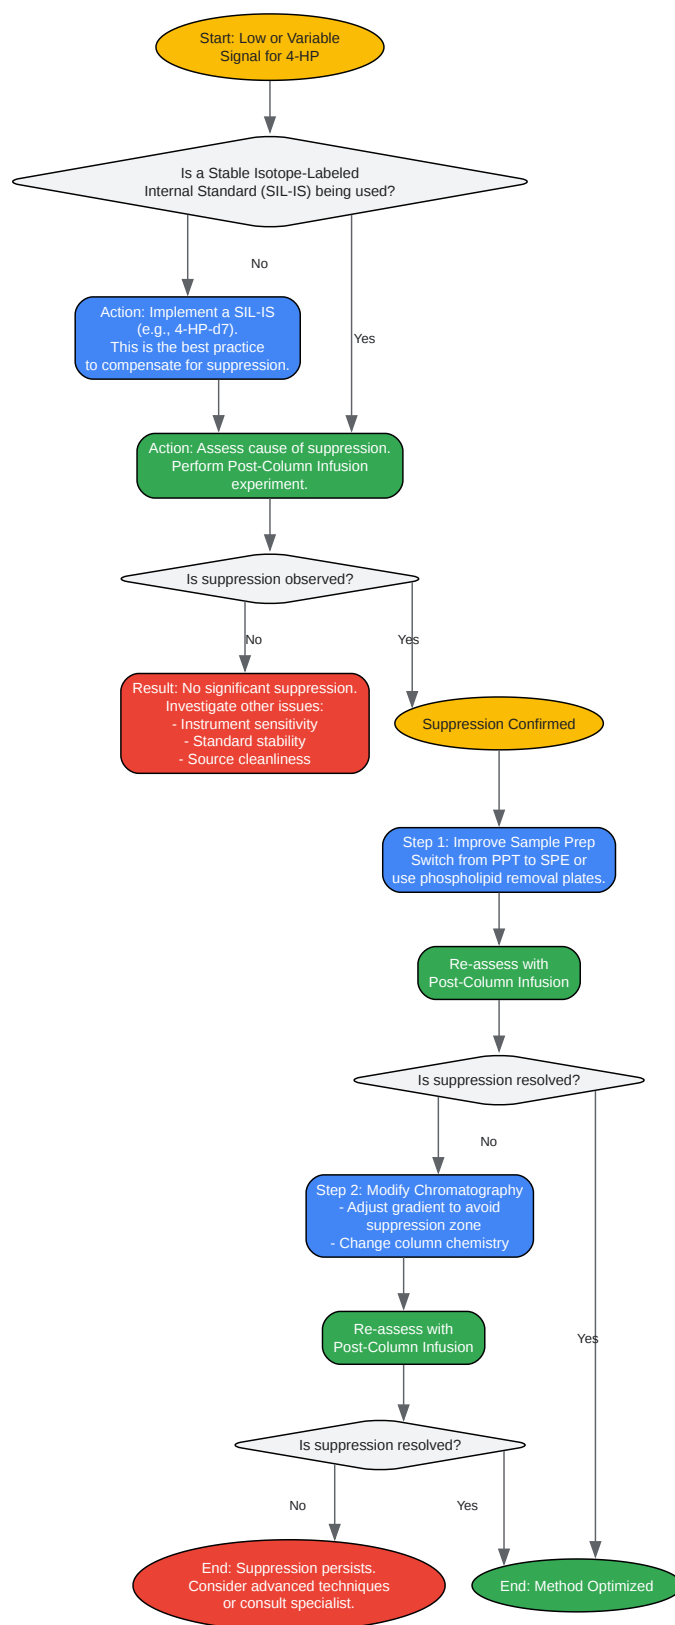 Start: Low or Variable
Signal for 4-HP
Is a Stable Isotope-Labeled
Internal Standard (SIL-IS) being used?
No
Action: Implement a SIL-IS
(e.g., 4-HP-d7).
This is the best practice
to compensate for suppression.
Yes
Action: Assess cause of suppression.
Perform Post-Column Infusion
experiment.
Is suppression observed?
No
Yes
Result: No significant suppression.
Investigate other issues:
- Instrument sensitivity
- Standard stability
- Source cleanliness
Suppression Confirmed
Step 1: Improve Sample Prep
Switch from PPT to SPE or
use phospholipid removal plates.
Re-assess with
Post-Column Infusion
Is suppression resolved?
No
Step 2: Modify Chromatography
- Adjust gradient to avoid
suppression zone
- Change column chemistry
Re-assess with
Post-Column Infusion
Yes
Is suppression resolved?
No
Yes
End: Suppression persists.
Consider advanced techniques
or consult specialist.
End: Method Optimized